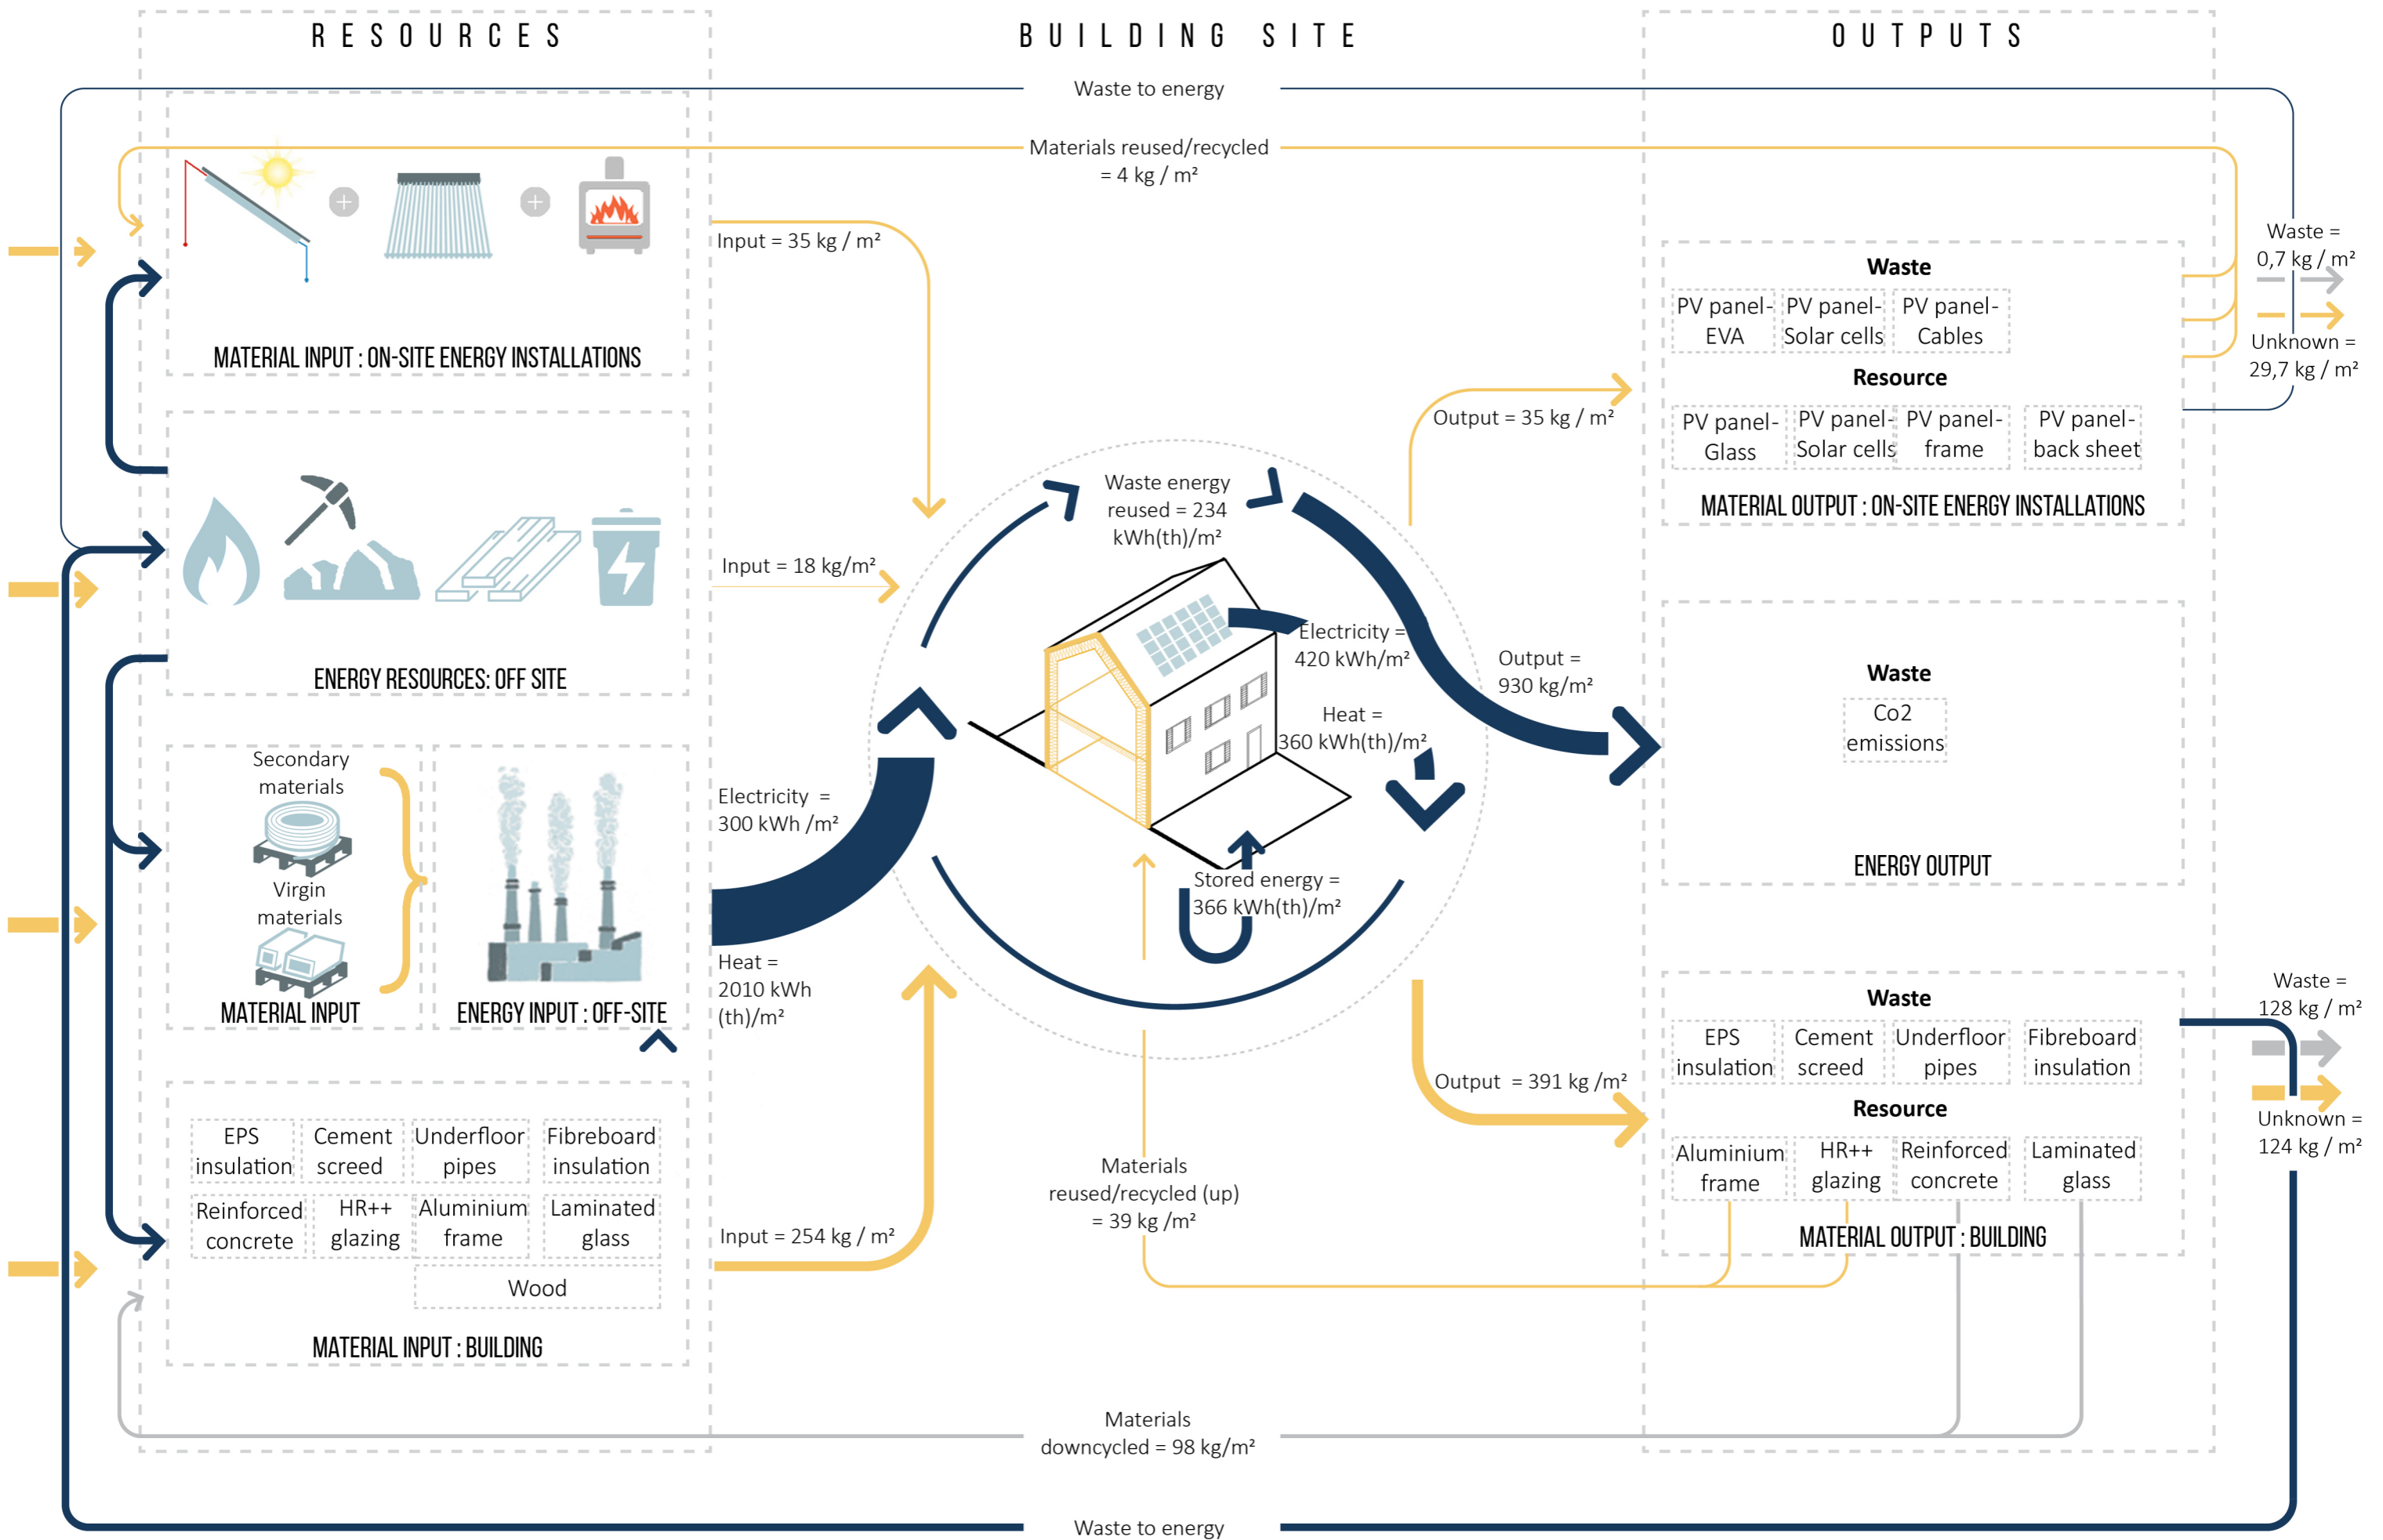 RESOURCES
BUILDING SITE
OUTPUTS
Waste to energy
Materials reused/recycled
= 4 kg / m²
Input = 35 kg / m²
MATERIAL INPUT : ON-SITE ENERGY INSTALLATIONS
Input = 18 kg/m²
ENERGY RESOURCES: OFF SITE
Secondary
materials
Virgin
materials
MATERIAL INPUT
ENERGY INPUT : OFF-SITE
Electricity =
300 kWh /m²
Heat =
2010 kWh
(th)/m²
EPS
insulation
Cement
screed
Underfloor
pipes
Fibreboard
insulation
Reinforced
concrete
HR++
glazing
Aluminium
frame
Laminated
glass
Wood
MATERIAL INPUT : BUILDING
Input = 254 kg / m²
Waste energy
reused = 234
kWh(th)/m²
Electricity =
420 kWh/m²
Heat =
360 kWh(th)/m²
Stored energy =
366 kWh(th)/m²
Output = 35 kg / m²
Output =
930 kg/m²
Output = 391 kg /m²
Materials
reused/recycled (up)
= 39 kg /m²
Materials
downcycled = 98 kg/m²
Waste to energy
Waste
PV panel-
EVA
PV panel-
Solar cells
PV panel-
Cables
Resource
PV panel-
Glass
PV panel-
Solar cells
PV panel-
frame
PV panel-
back sheet
MATERIAL OUTPUT : ON-SITE ENERGY INSTALLATIONS
Waste =
0,7 kg / m²
Unknown =
29,7 kg / m²
Waste
Co2
emissions
ENERGY OUTPUT
Waste
EPS
insulation
Cement
screed
Underfloor
pipes
Fibreboard
insulation
Resource
Aluminium
frame
HR++
glazing
Reinforced
concrete
Laminated
glass
MATERIAL OUTPUT : BUILDING
Waste =
128 kg / m²
Unknown =
124 kg / m²